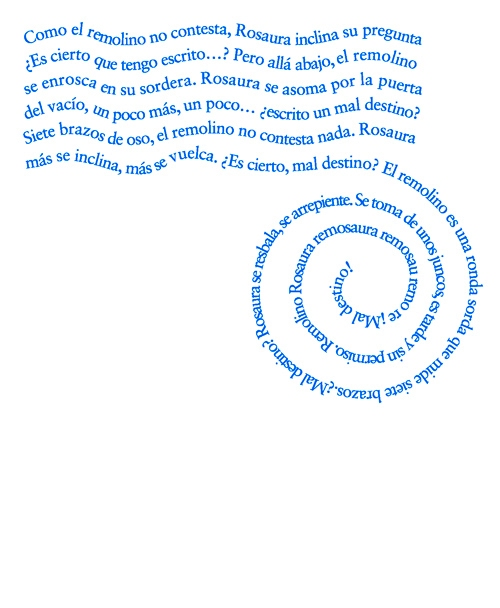 Como el remolino no contesta, Rosaura inclina su pregunta
¿Es cierto que tengo escrito…? Pero allá abajo, el remolino
se enrosca en su sordera. Rosaura se asoma por la puerta
del vacío, un poco más, un poco… ¿escrito un mal destino?
Siete brazos de oso, el remolino no contesta nada. Rosaura
más se inclina, más se vuelca. ¿Es cierto, mal destino? El remolino es una ronda sorda que mide siete brazos. ¿Mal destino? Rosaura se resbala, se arrepiente. Se toma de unos juncos, es tarde y sin permiso. Remolino Rosaura remosaura remosau remo re ¡Mal destino!